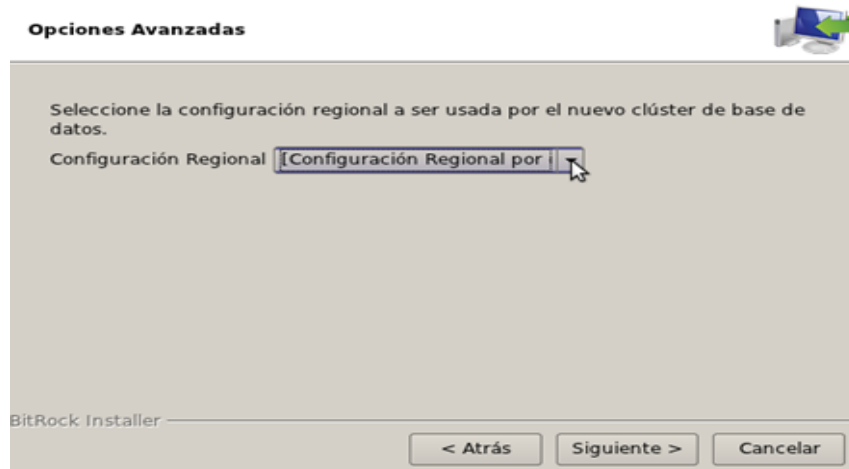 Opciones Avanzadas
Seleccione la configuración regional a ser usada por el nuevo clúster de base de
datos.
Configuración Regional [Configuración Regional por
BitRock Installer
< Atrás Siguiente > Cancelar